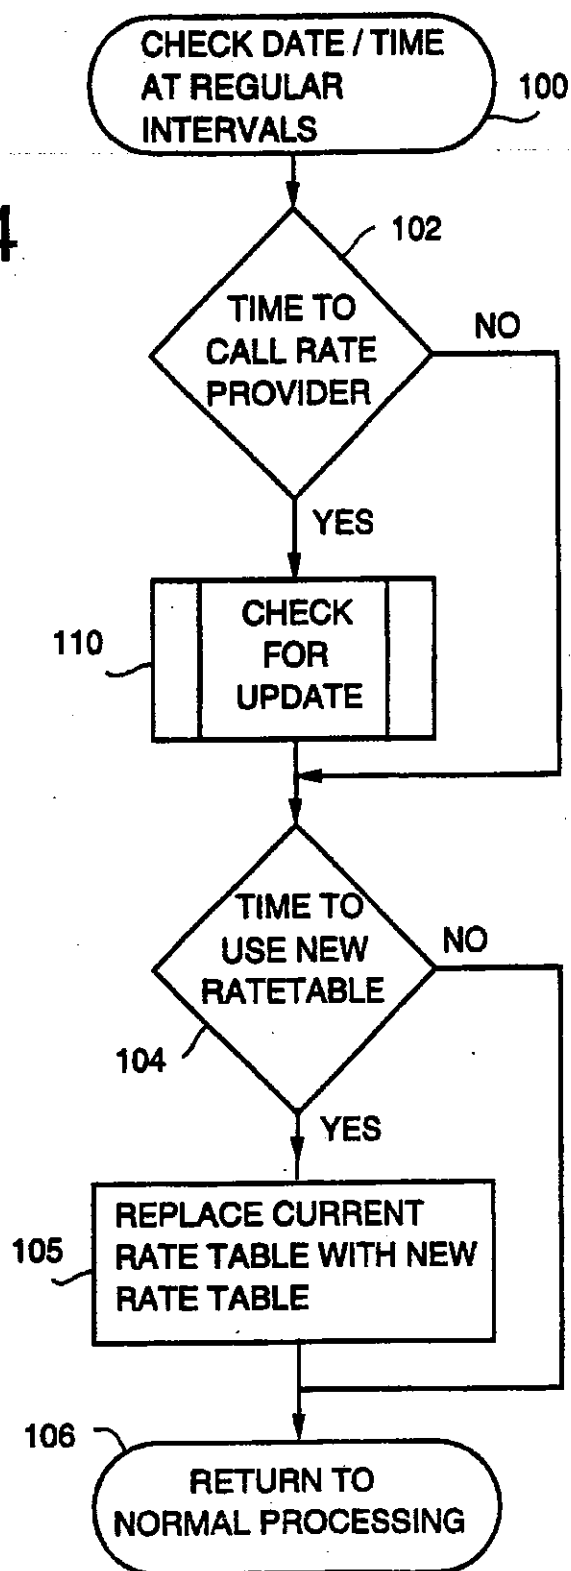 CHECK DATE / TIME
AT REGULAR
INTERVALS
100
4
102
TIME TO
CALL RATE
PROVIDER
NO
YES
110
CHECK
FOR
UPDATE
TIME TO
USE NEW
RATETABLE
NO
104
YES
105
REPLACE CURRENT
RATE TABLE WITH NEW
RATE TABLE
106
RETURN TO
NORMAL PROCESSING